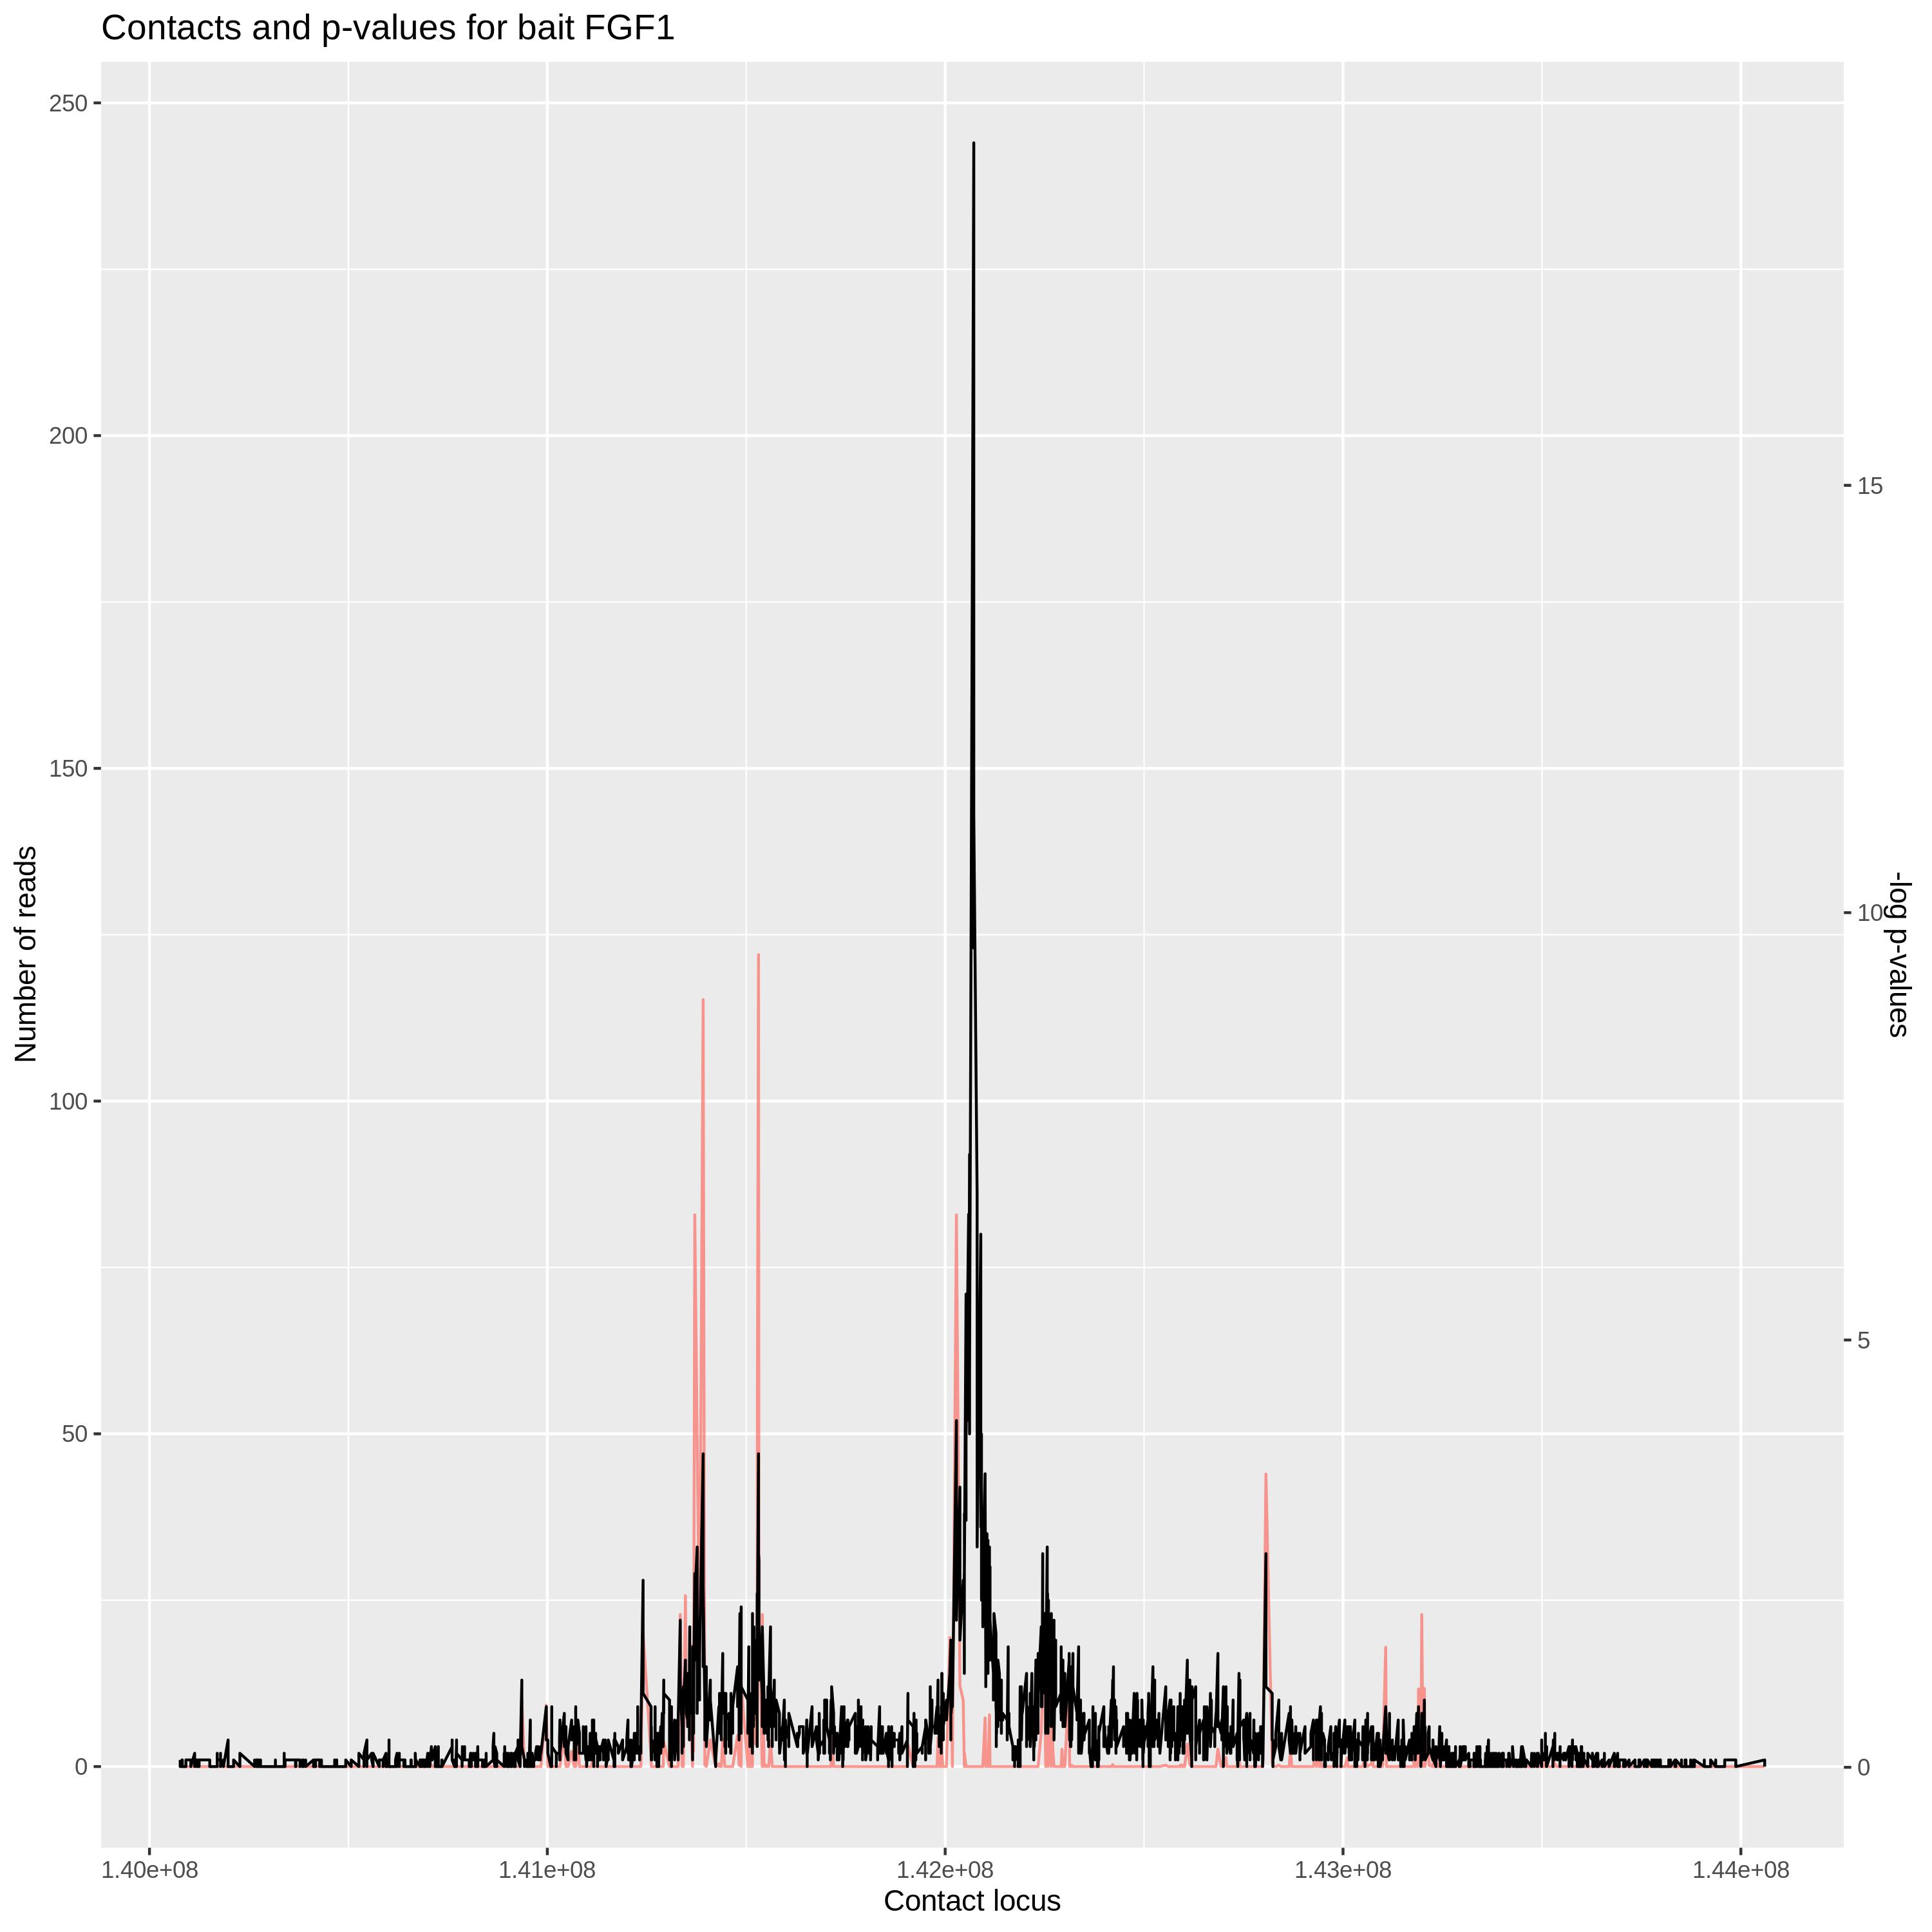 Contacts and p-values for bait FGF1
250
200
150
100
50
0
Number of reads
15
10
5
0
-log p-values
1.40e+08 1.41e+08 1.42e+08 1.43e+08 1.44e+08
Contact locus